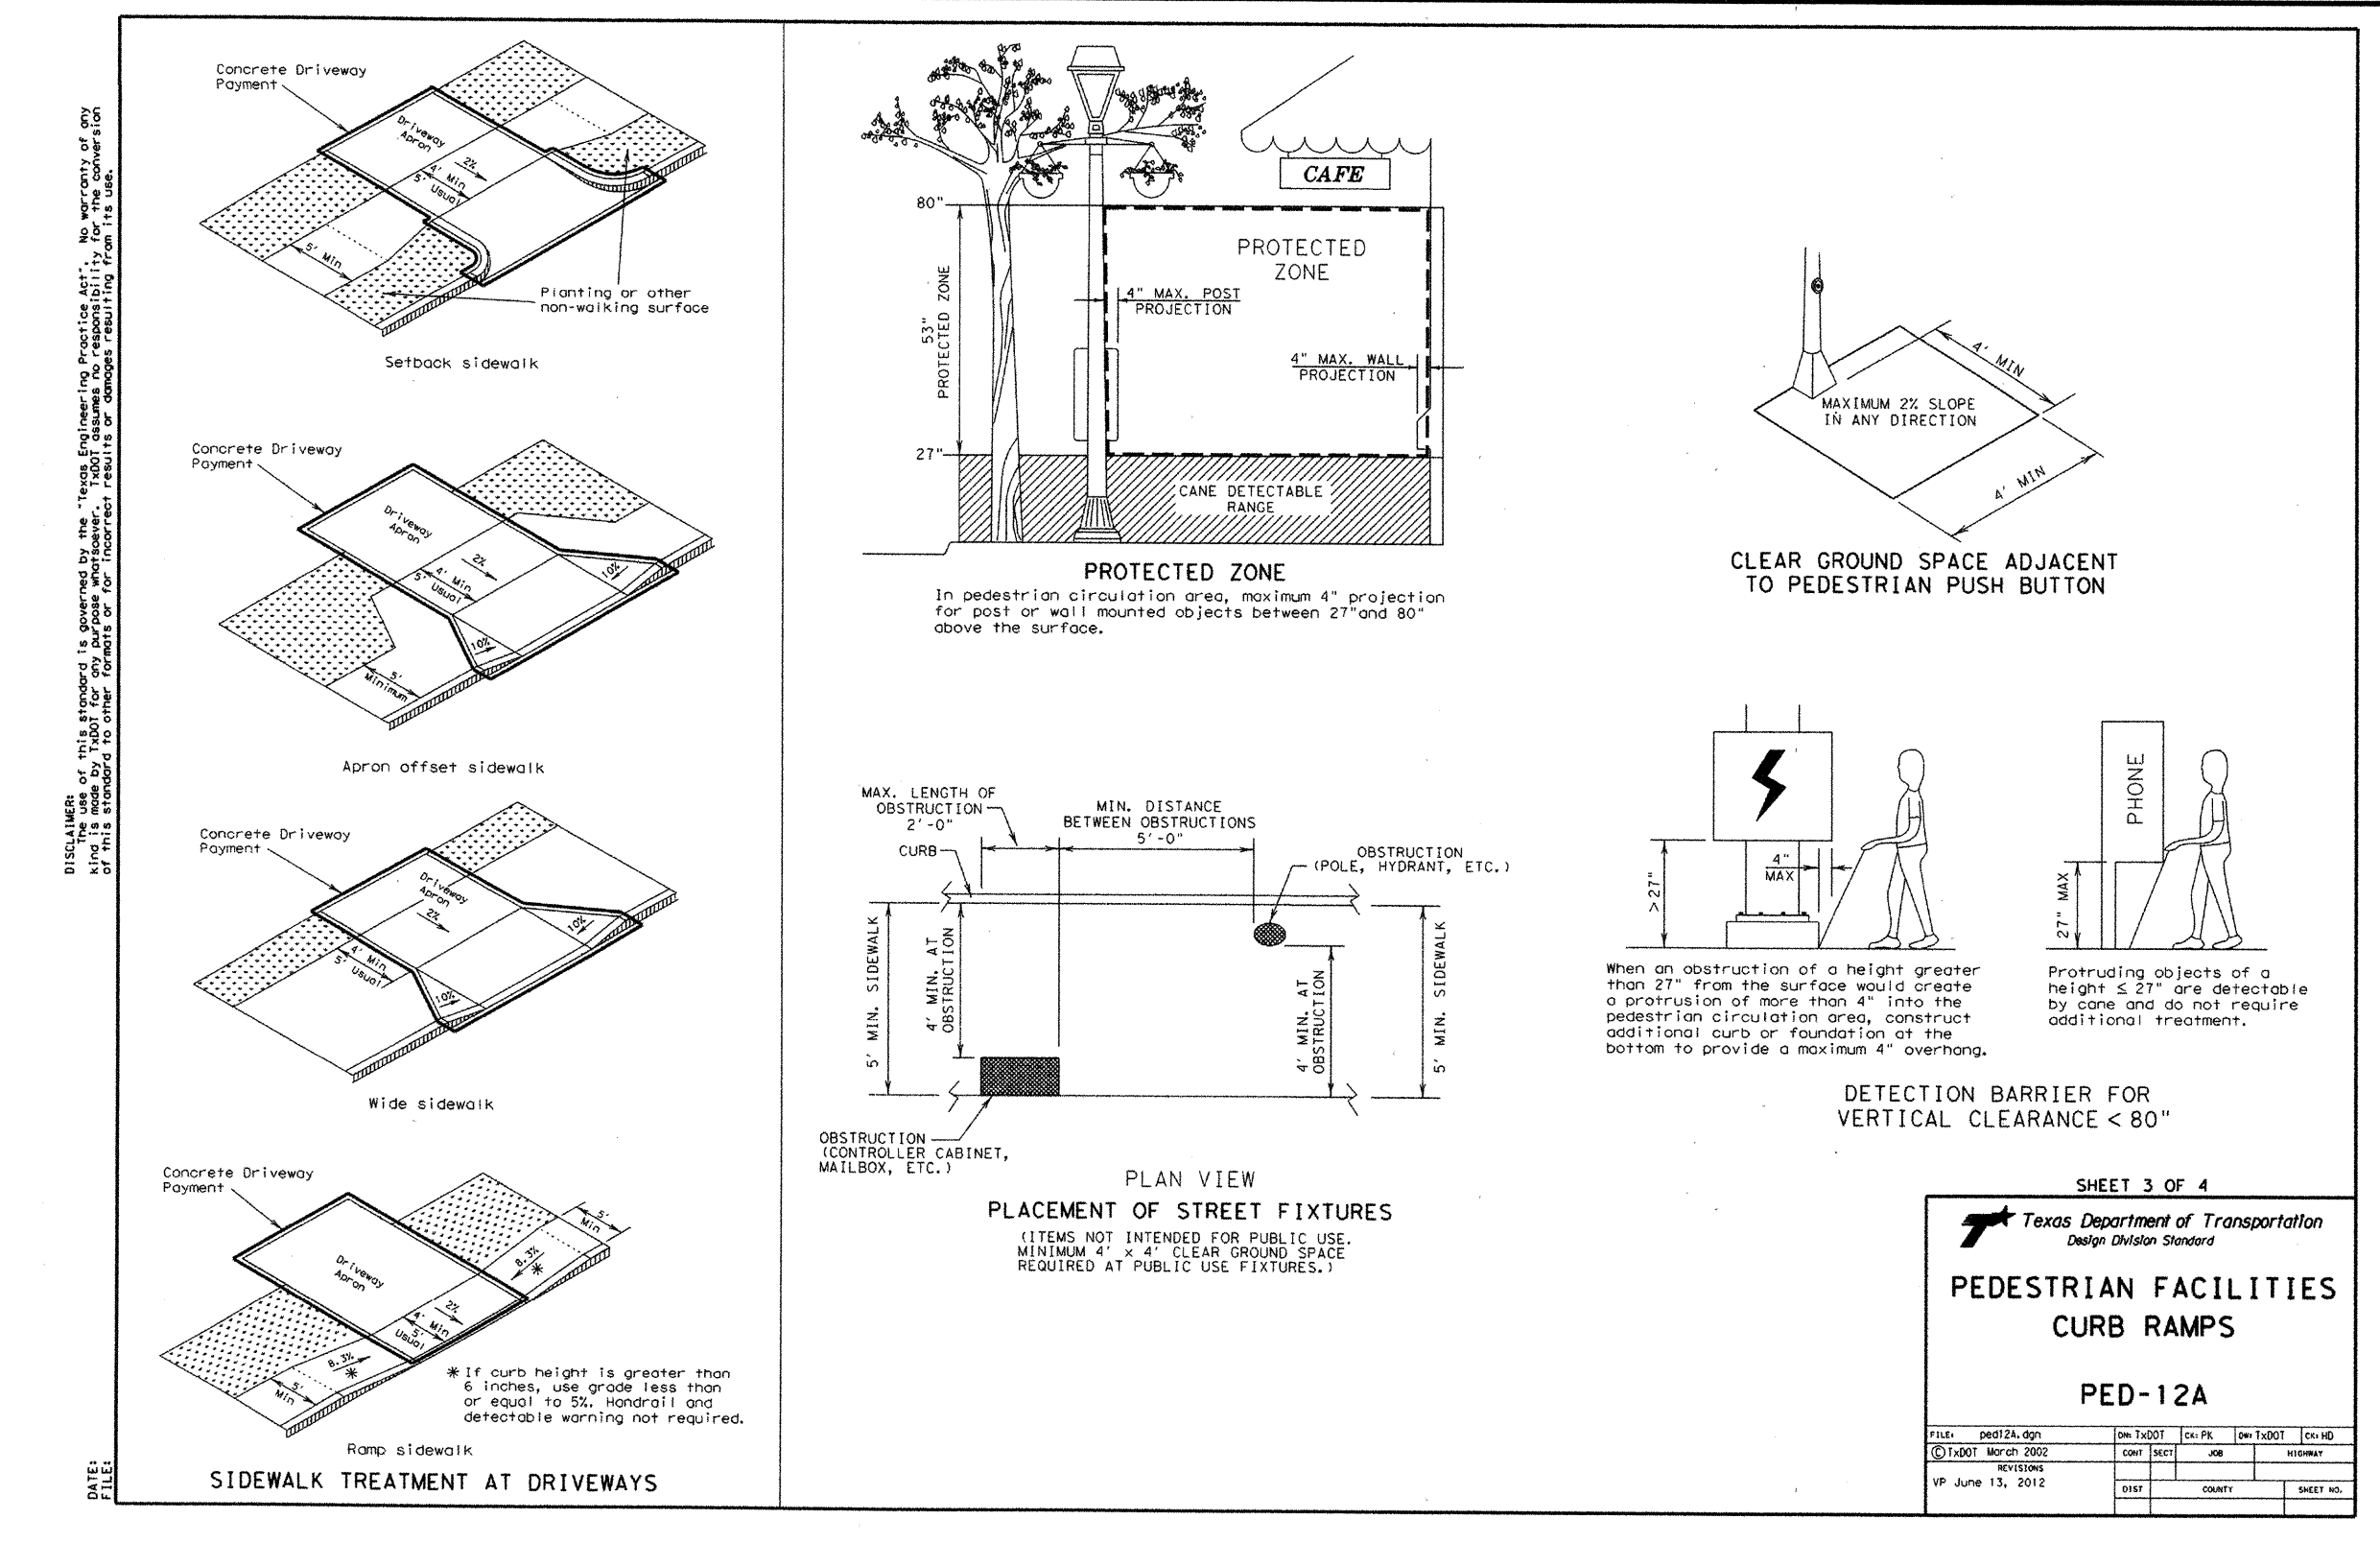 DISCLAIMER:
The use of this standard is governed by the "Texas Engineering Practice Act". No warranty of any
kind is made by TxDOT for any purpose whatsoever. TxDOT assumes no responsibility for the conversion
of this standard to other formats or for incorrect results or damages resulting from its use.
DATE:
FILE:
Concrete Driveway
Payment
Driveway
Apron
2%
4' Min
5' Usual
5'
Min
Planting or other
non-walking surface
Setback sidewalk
Concrete Driveway
Payment
Driveway
Apron
2%
4' Min
5' Usual
10%
10%
5'
Minimum
Apron offset sidewalk
Concrete Driveway
Payment
Driveway
Apron
2%
4' Min
5' Usual
10%
10%
Wide sidewalk
Concrete Driveway
Payment
5'
Min
8.3%
*
Driveway
Apron
2%
4' Min
5'
Usual
8.3%
*
5'
Min
* If curb height is greater than
6 inches, use grade less than
or equal to 5%. Handrail and
detectable warning not required.
Ramp sidewalk
SIDEWALK TREATMENT AT DRIVEWAYS
CAFE
80"
PROTECTED
ZONE
53"
PROTECTED ZONE
4" MAX. POST
PROJECTION
4" MAX. WALL
PROJECTION
27"
CANE DETECTABLE
RANGE
PROTECTED ZONE
In pedestrian circulation area, maximum 4" projection
for post or wall mounted objects between 27"and 80"
above the surface.
4' MIN
MAXIMUM 2% SLOPE
IN ANY DIRECTION
4' MIN
CLEAR GROUND SPACE ADJACENT
TO PEDESTRIAN PUSH BUTTON
MAX. LENGTH OF
OBSTRUCTION
2'-0"
MIN. DISTANCE
BETWEEN OBSTRUCTIONS
5'-0"
CURB
OBSTRUCTION
(POLE, HYDRANT, ETC.)
5' MIN. SIDEWALK
4' MIN. AT
OBSTRUCTION
4' MIN. AT
OBSTRUCTION
5' MIN. SIDEWALK
OBSTRUCTION
(CONTROLLER CABINET,
MAILBOX, ETC.)
PLAN VIEW
PLACEMENT OF STREET FIXTURES
(ITEMS NOT INTENDED FOR PUBLIC USE.
MINIMUM 4' x 4' CLEAR GROUND SPACE
REQUIRED AT PUBLIC USE FIXTURES.)
>27"
4"
MAX
PHONE
27" MAX
When an obstruction of a height greater
than 27" from the surface would create
a protrusion of more than 4" into the
pedestrian circulation area, construct
additional curb or foundation at the
bottom to provide a maximum 4" overhang.
Protruding objects of a
height ≤ 27" are detectable
by cane and do not require
additional treatment.
DETECTION BARRIER FOR
VERTICAL CLEARANCE < 80"
SHEET 3 OF 4
Texas Department of Transportation
Design Division Standard
PEDESTRIAN FACILITIES
CURB RAMPS
PED-12A
FILE: ped12A.dgn DN: TxDOT CK: PK DW: TxDOT CK: HD
© TxDOT March 2002 CONT SECT JOB HIGHWAY
REVISIONS
VP June 13, 2012
DIST COUNTY SHEET NO.